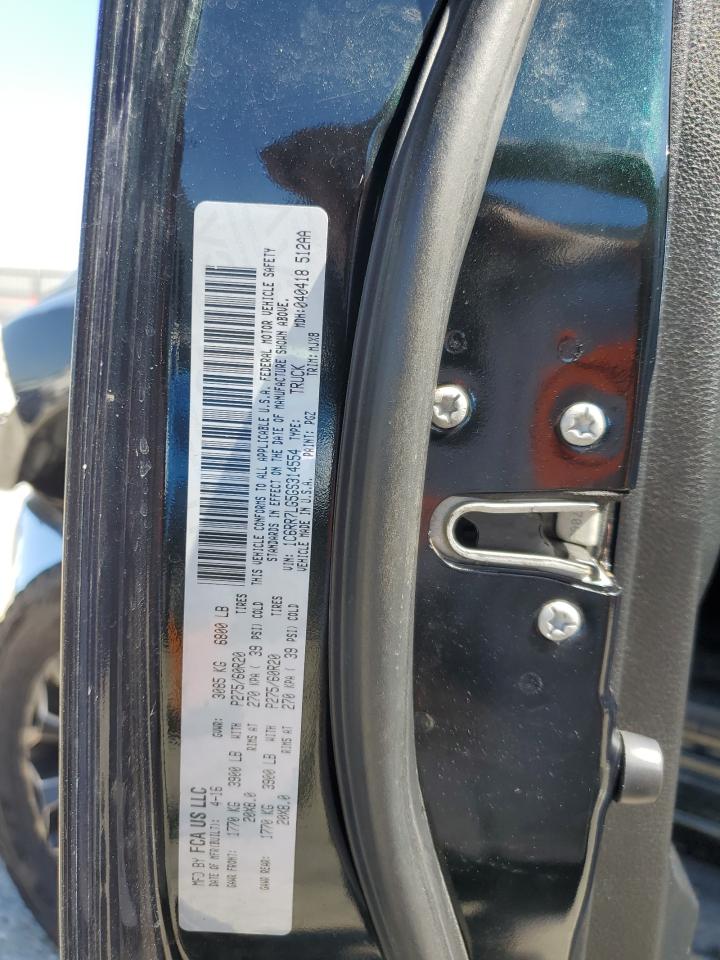 MFD BY FCA US LLC
DATE OF MFR(BUILT): 4-16 GVWR: 3085 KG 6800 LB
GAWR FRONT: 1770 KG 3900 LB WITH P275/60R20 TIRES
20X8.0 RIMS AT 270 KPA ( 39 PSI) COLD
GAWR REAR: 1770 KG 3900 LB WITH P275/60R20 TIRES
20X8.0 RIMS AT 270 KPA ( 39 PSI) COLD
THIS VEHICLE CONFORMS TO ALL APPLICABLE U.S.A. FEDERAL MOTOR VEHICLE SAFETY
STANDARDS IN EFFECT ON THE DATE OF MANUFACTURE SHOWN ABOVE.
VIN: 1C6RR7LG5GS314554 TYPE: TRUCK MDH:040418 512AA
VEHICLE MADE IN U.S.A. PAINT: PGZ TRIM: MJX8